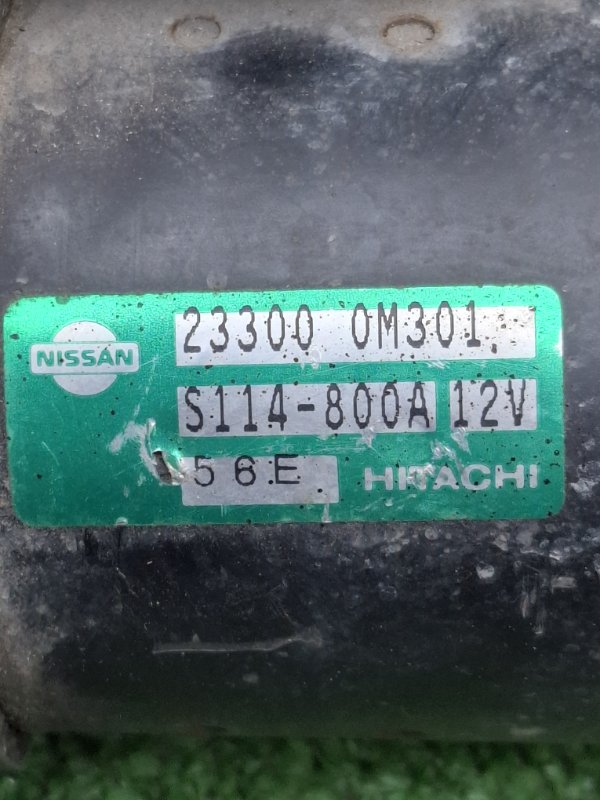 NISSAN
23300 0M301
S114-800A 12V
56E HITACHI